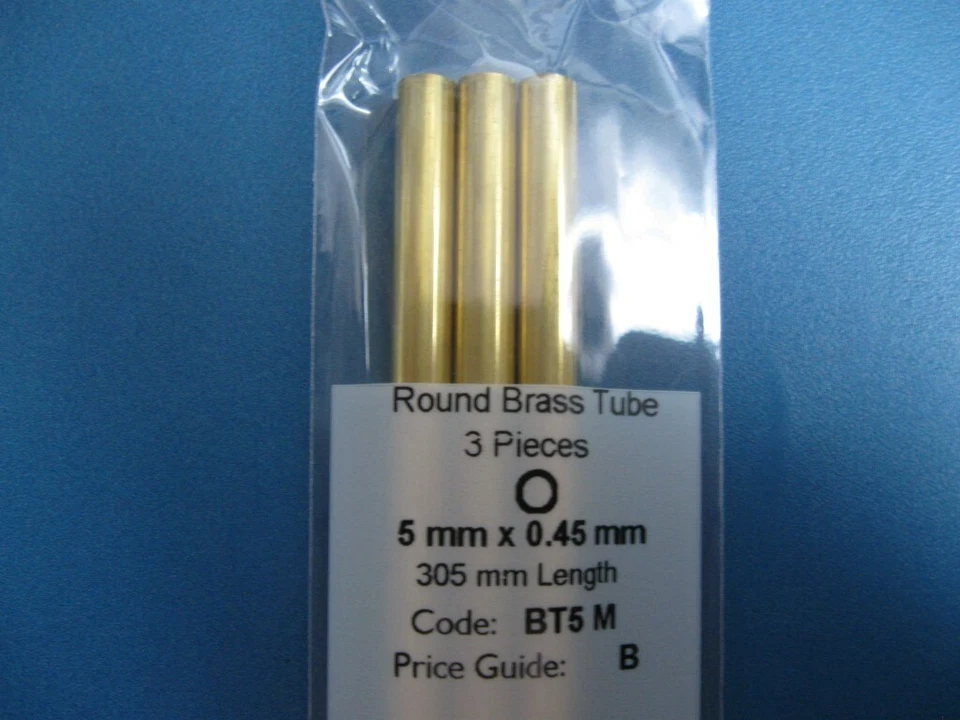 Round Brass Tube
3 Pieces
5 mm x 0.45 mm
305 mm Length
Code: BT5 M
Price Guide: B